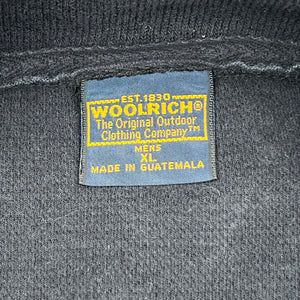 EST. 1830
WOOLRICH®
The Original Outdoor
Clothing Company™
MENS
XL
MADE IN GUATEMALA